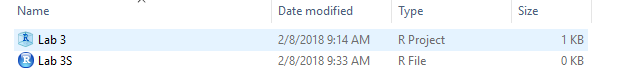 Name Date modified Type Size
Lab 3 2/8/2018 9:14 AM R Project 1 KB
Lab 3S 2/8/2018 9:33 AM R File 0 KB